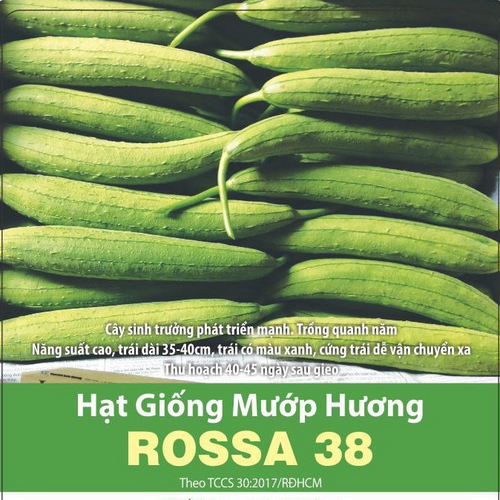 Cây sinh trưởng phát triển mạnh. Trồng quanh năm
Năng suất cao, trái dài 35-40cm, trái có màu xanh, cứng trái dễ vận chuyển xa
Thu hoạch 40-45 ngày sau gieo
Hạt Giống Mướp Hương
ROSSA 38
Theo TCCS 30:2017/RĐHCM